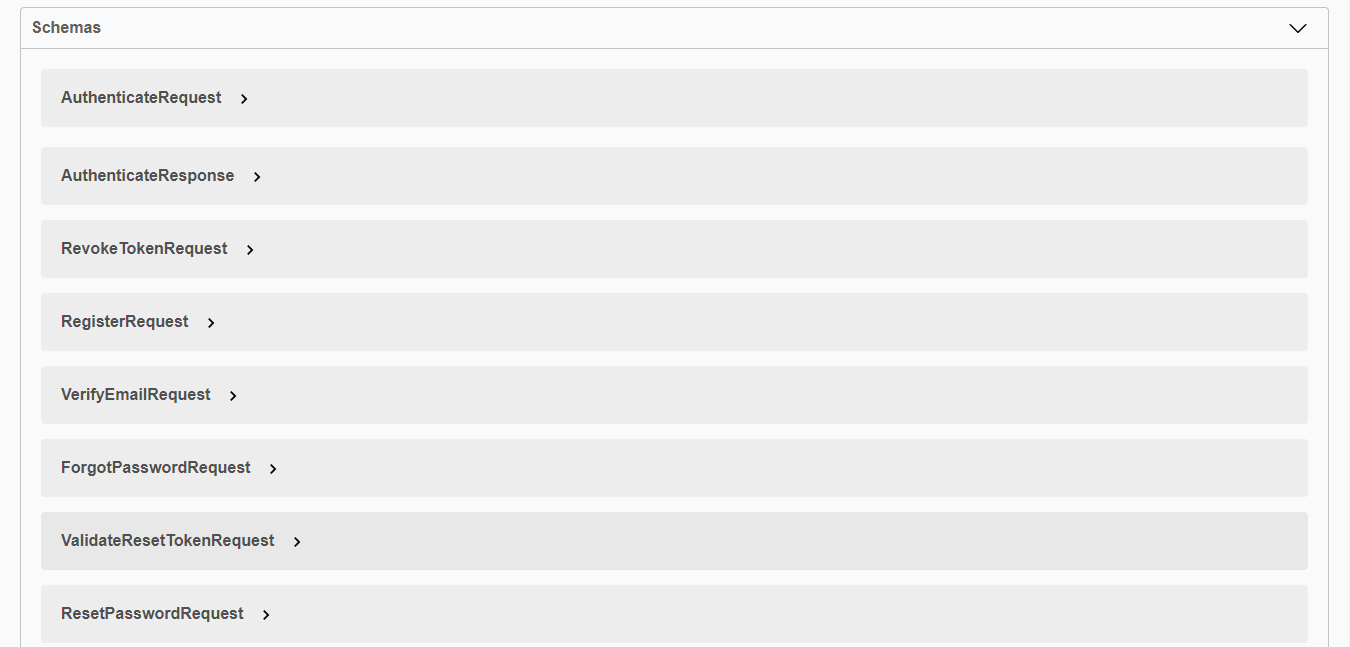 Schemas
AuthenticateRequest
AuthenticateResponse
RevokeTokenRequest
RegisterRequest
VerifyEmailRequest
ForgotPasswordRequest
ValidateResetTokenRequest
ResetPasswordRequest